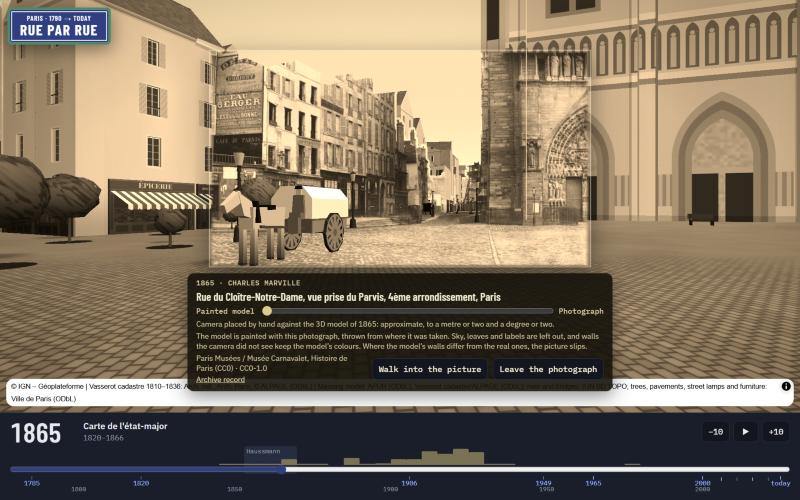 PARIS · 1790 → TODAY
RUE PAR RUE
EAU
BERGER
CAFE DU PARVIS
EPICERIE
1865 · CHARLES MARVILLE
Rue du Cloître-Notre-Dame, vue prise du Parvis, 4ème arrondissement, Paris
Painted model
Photograph
Camera placed by hand against the 3D model of 1865: approximate, to a metre or two and a degree or two.
The model is painted with this photograph, thrown from where it was taken. Sky, leaves and labels are left out, and walls
the camera did not see keep the model's colours. Where the model's walls differ from the real ones, the picture slips.
Paris Musées / Musée Carnavalet, Histoire de
Paris (CC0) · CC0-1.0
Archive record
Walk into the picture
Leave the photograph
© IGN – Géoplateforme | Vasserot cadastre 1810–1836: A
TOPO, trees, pavements, street lamps and furniture:
Ville de Paris (ODbL)
1865
Carte de l'état-major
1820–1866
−10
+10
Haussmann
1785
1800
1820
1850
1900
1906
1949
1950
1965
2000
2000
today